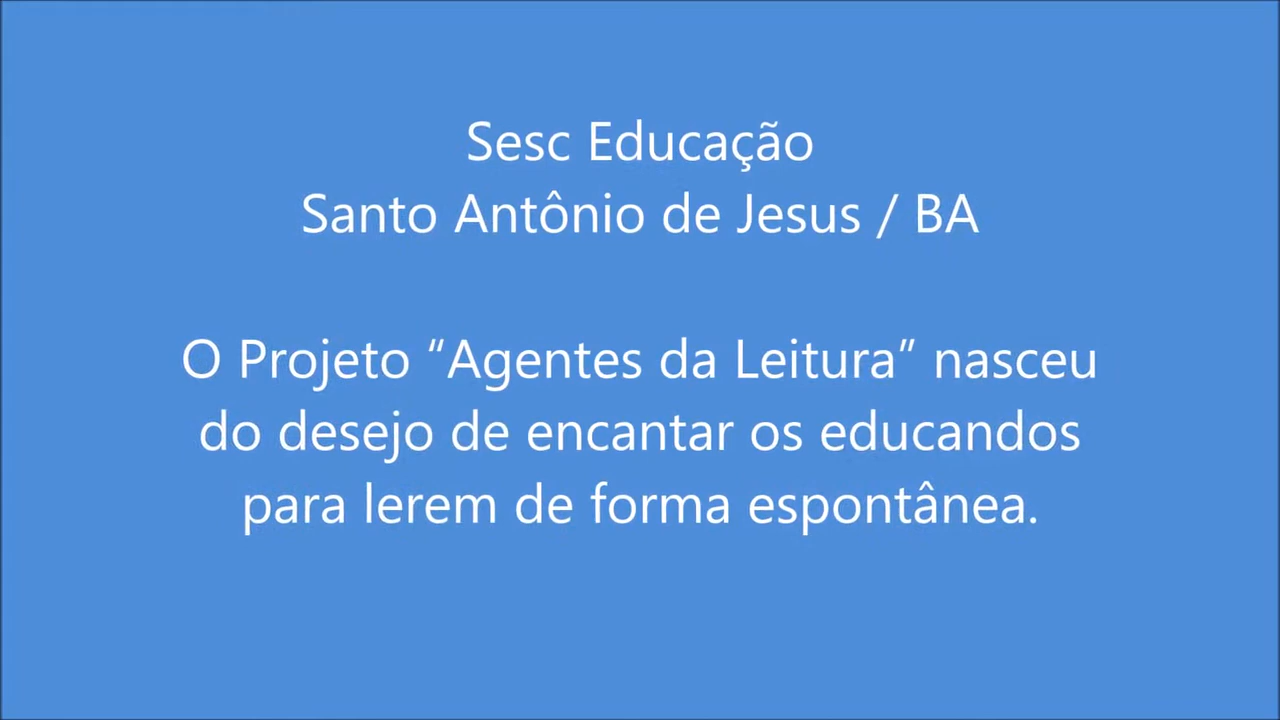 Sesc Educação
Santo Antônio de Jesus / BA
O Projeto “Agentes da Leitura” nasceu
do desejo de encantar os educandos
para lerem de forma espontânea.